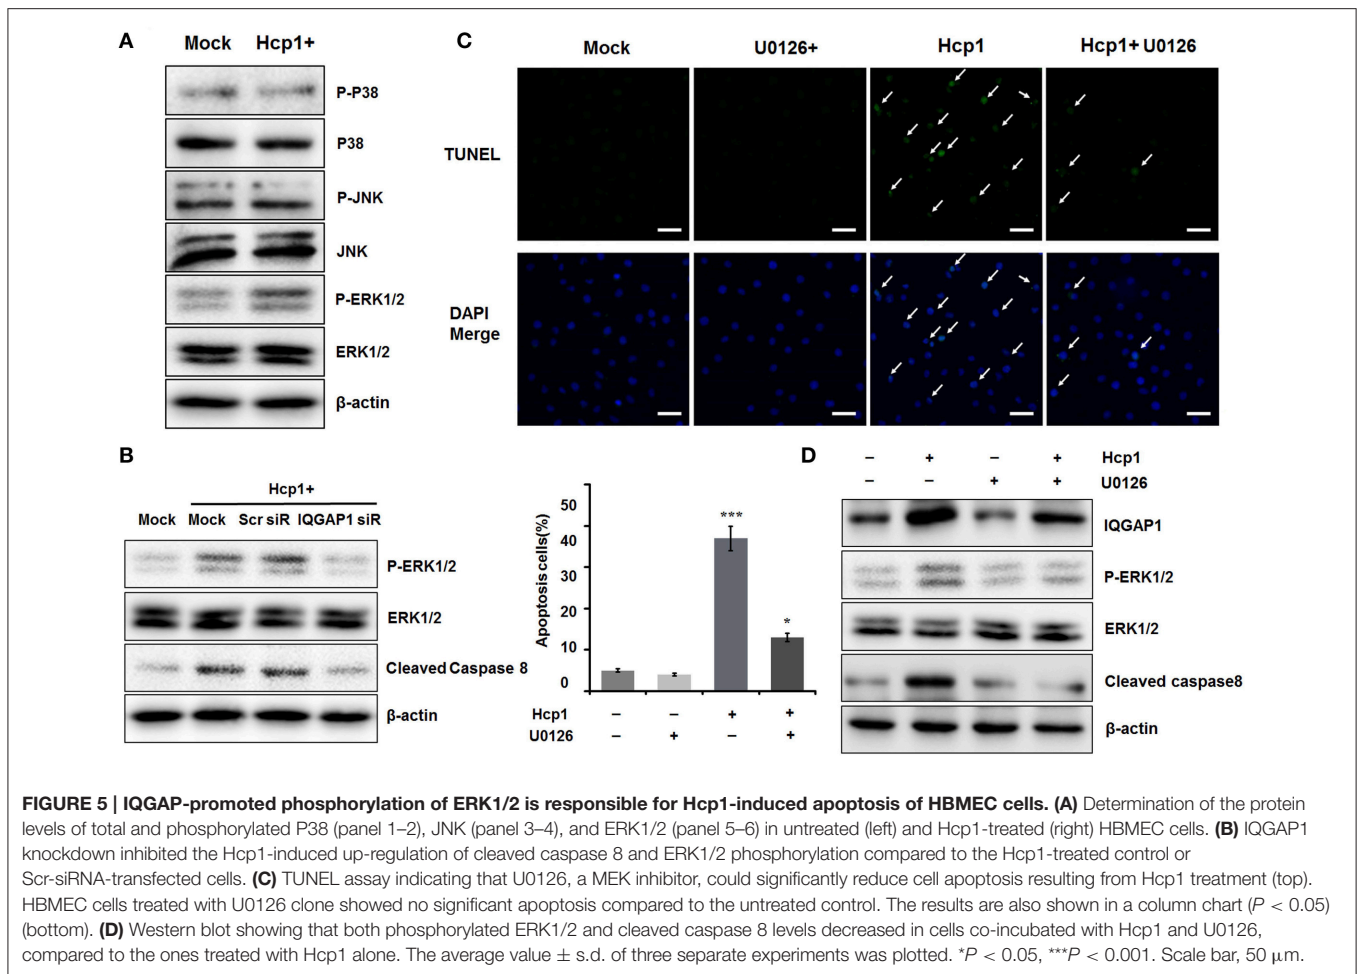 A
Mock Hcp1+
P-P38
P38
P-JNK
JNK
P-ERK1/2
ERK1/2
β-actin
C
Mock U0126+ Hcp1 Hcp1+ U0126
TUNEL
DAPI
Merge
B
Hcp1+
Mock Mock Scr siR IQGAP1 siR
P-ERK1/2
ERK1/2
Cleaved Caspase 8
β-actin
Apoptosis cells(%)
50
40
30
20
10
0
***
*
Hcp1 – – + +
U0126 – + – +
D
– + – + Hcp1
– – + + U0126
IQGAP1
P-ERK1/2
ERK1/2
Cleaved caspase8
β-actin
FIGURE 5 | IQGAP-promoted phosphorylation of ERK1/2 is responsible for Hcp1-induced apoptosis of HBMEC cells. (A) Determination of the protein
levels of total and phosphorylated P38 (panel 1–2), JNK (panel 3–4), and ERK1/2 (panel 5–6) in untreated (left) and Hcp1-treated (right) HBMEC cells. (B) IQGAP1
knockdown inhibited the Hcp1-induced up-regulation of cleaved caspase 8 and ERK1/2 phosphorylation compared to the Hcp1-treated control or
Scr-siRNA-transfected cells. (C) TUNEL assay indicating that U0126, a MEK inhibitor, could significantly reduce cell apoptosis resulting from Hcp1 treatment (top).
HBMEC cells treated with U0126 clone showed no significant apoptosis compared to the untreated control. The results are also shown in a column chart (P < 0.05)
(bottom). (D) Western blot showing that both phosphorylated ERK1/2 and cleaved caspase 8 levels decreased in cells co-incubated with Hcp1 and U0126,
compared to the ones treated with Hcp1 alone. The average value ± s.d. of three separate experiments was plotted. *P < 0.05, ***P < 0.001. Scale bar, 50 μm.